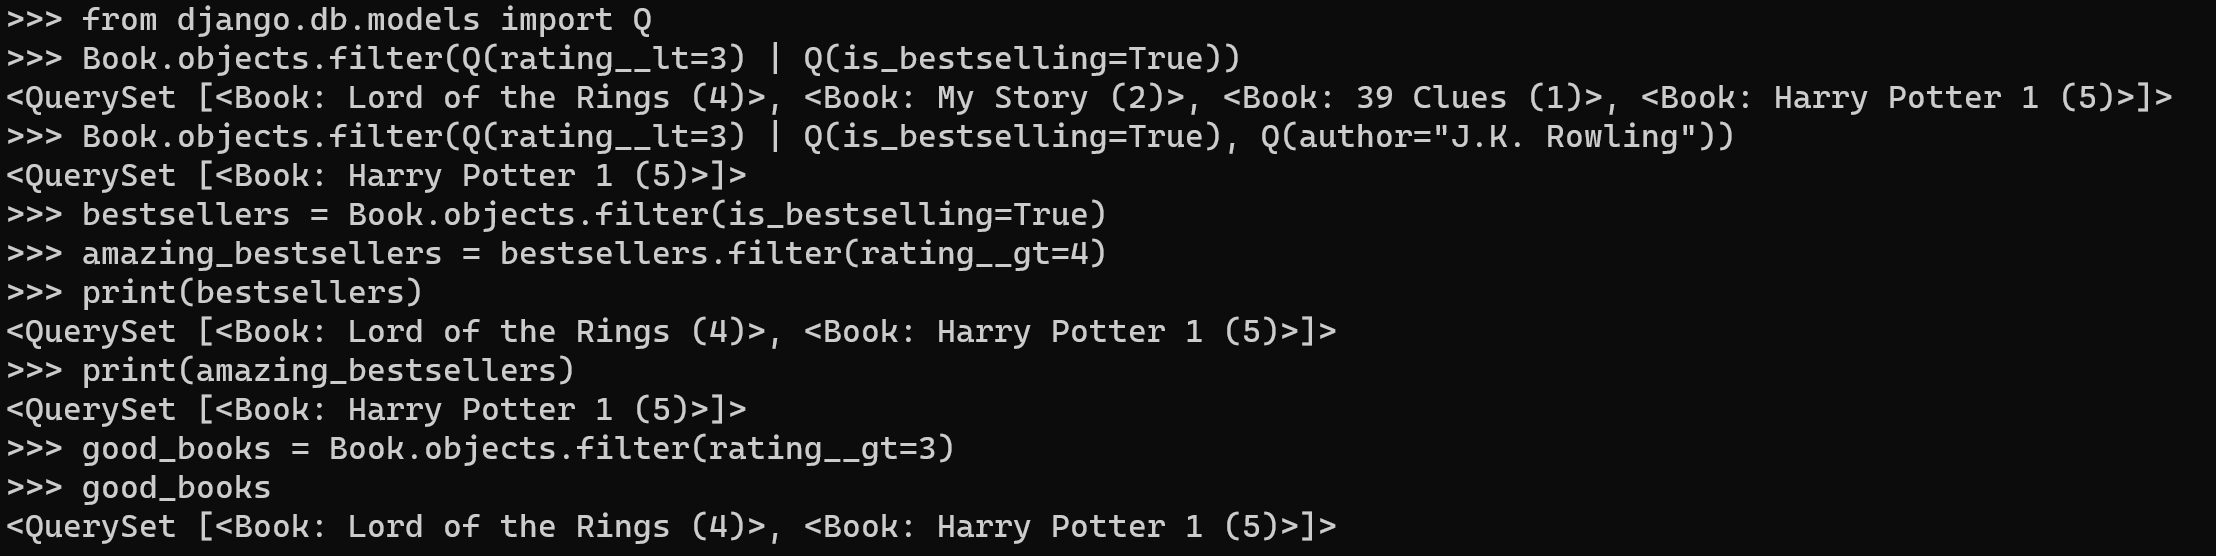 >>> from django.db.models import Q
>>> Book.objects.filter(Q(rating__lt=3) | Q(is_bestselling=True))
<QuerySet [<Book: Lord of the Rings (4)>, <Book: My Story (2)>, <Book: 39 Clues (1)>, <Book: Harry Potter 1 (5)>]>
>>> Book.objects.filter(Q(rating__lt=3) | Q(is_bestselling=True), Q(author="J.K. Rowling"))
<QuerySet [<Book: Harry Potter 1 (5)>]>
>>> bestsellers = Book.objects.filter(is_bestselling=True)
>>> amazing_bestsellers = bestsellers.filter(rating__gt=4)
>>> print(bestsellers)
<QuerySet [<Book: Lord of the Rings (4)>, <Book: Harry Potter 1 (5)>]>
>>> print(amazing_bestsellers)
<QuerySet [<Book: Harry Potter 1 (5)>]>
>>> good_books = Book.objects.filter(rating__gt=3)
>>> good_books
<QuerySet [<Book: Lord of the Rings (4)>, <Book: Harry Potter 1 (5)>]>